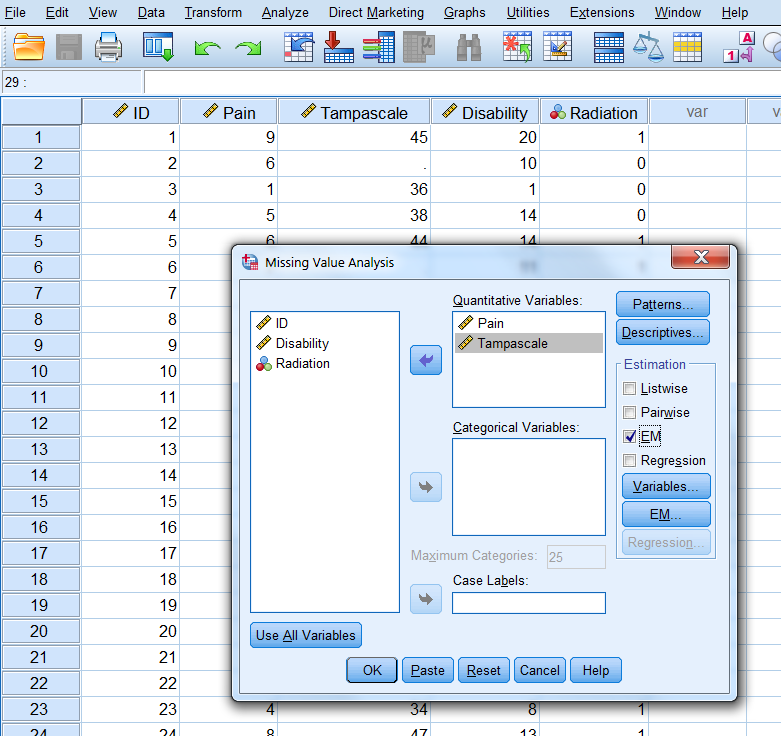 File Edit View Data Transform Analyze Direct Marketing Graphs Utilities Extensions Window Help
29 :
ID Pain Tampascale Disability Radiation var
1 1 9 45 20 1
2 2 6 . 10 0
3 3 1 36 1 0
4 4 5 38 14 0
5 5 6 44 14 1
6 6
Missing Value Analysis
7 7
Quantitative Variables: Patterns...
8 8 ID Pain
Descriptives...
9 9 Disability Tampascale
10 10 Radiation Estimation
11 11 Listwise
12 12 Pairwise
Categorical Variables:
13 13 EM
14 14 Regression
15 15 Variables...
16 16 EM...
17 17 Regression...
Maximum Categories: 25
18 18 Case Labels:
19 19
20 20 Use All Variables
21 21
22 22 OK Paste Reset Cancel Help
23 23 4 34 8 1
24 24 8 47 13 1